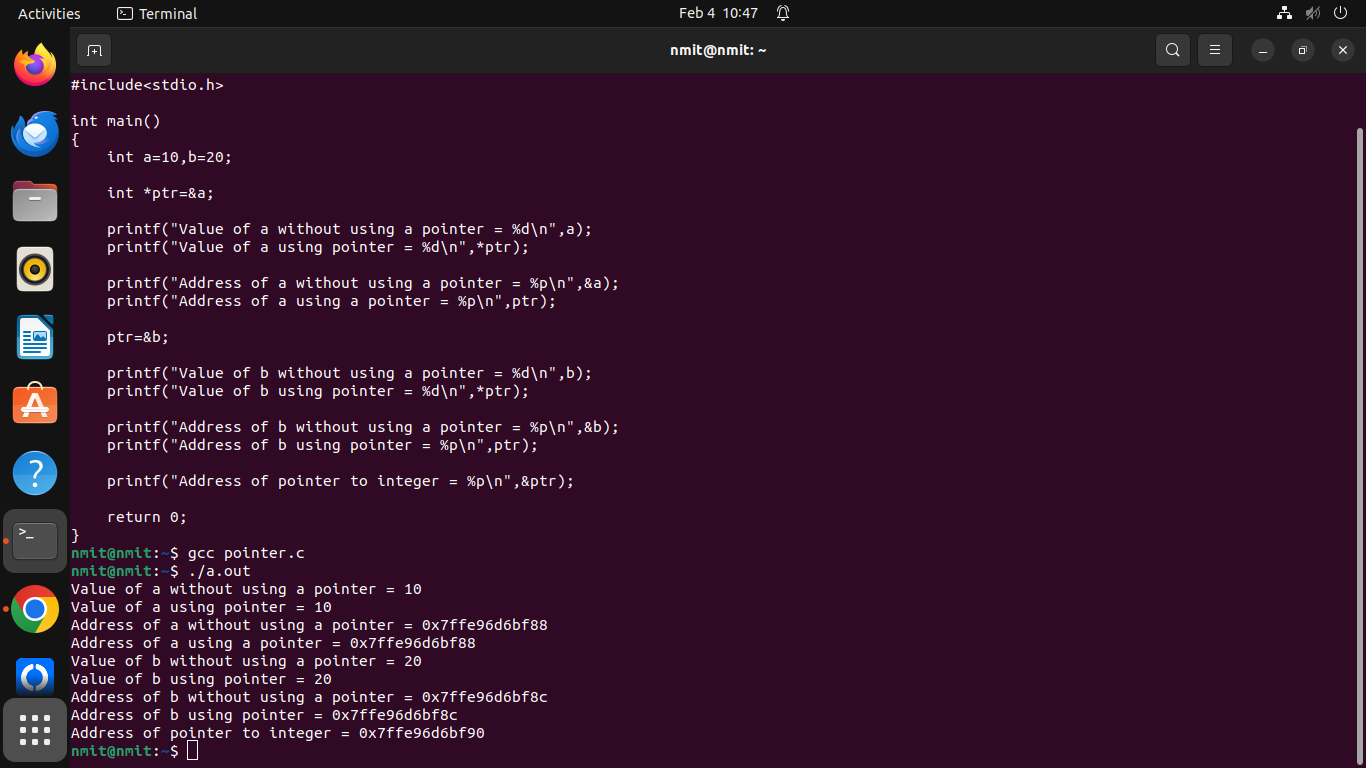 Activities
Terminal
Feb 4 10:47
nmit@nmit: ~
#include<stdio.h>
int main()
{
int a=10,b=20;
int *ptr=&a;
printf("Value of a without using a pointer = %d\n",a);
printf("Value of a using pointer = %d\n",*ptr);
printf("Address of a without using a pointer = %p\n",&a);
printf("Address of a using a pointer = %p\n",ptr);
ptr=&b;
printf("Value of b without using a pointer = %d\n",b);
printf("Value of b using pointer = %d\n",*ptr);
printf("Address of b without using a pointer = %p\n",&b);
printf("Address of b using pointer = %p\n",ptr);
printf("Address of pointer to integer = %p\n",&ptr);
return 0;
}
nmit@nmit:~$ gcc pointer.c
nmit@nmit:~$ ./a.out
Value of a without using a pointer = 10
Value of a using pointer = 10
Address of a without using a pointer = 0x7ffe96d6bf88
Address of a using a pointer = 0x7ffe96d6bf88
Value of b without using a pointer = 20
Value of b using pointer = 20
Address of b without using a pointer = 0x7ffe96d6bf8c
Address of b using pointer = 0x7ffe96d6bf8c
Address of pointer to integer = 0x7ffe96d6bf90
nmit@nmit:~$